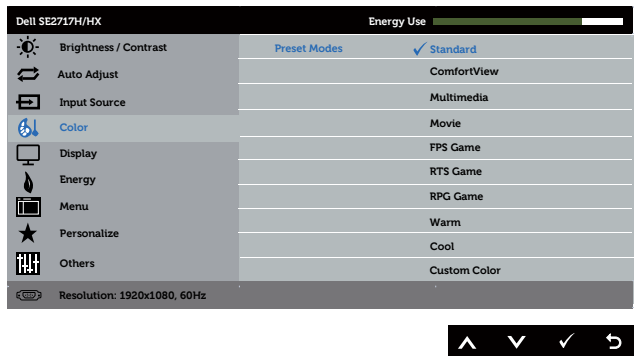 Dell SE2717H/HX Energy Use
Brightness / Contrast Preset Modes Standard
Auto Adjust ComfortView
Input Source Multimedia
Color Movie
Display FPS Game
Energy RTS Game
Menu RPG Game
Personalize Warm
Cool
Others Custom Color
Resolution: 1920x1080, 60Hz